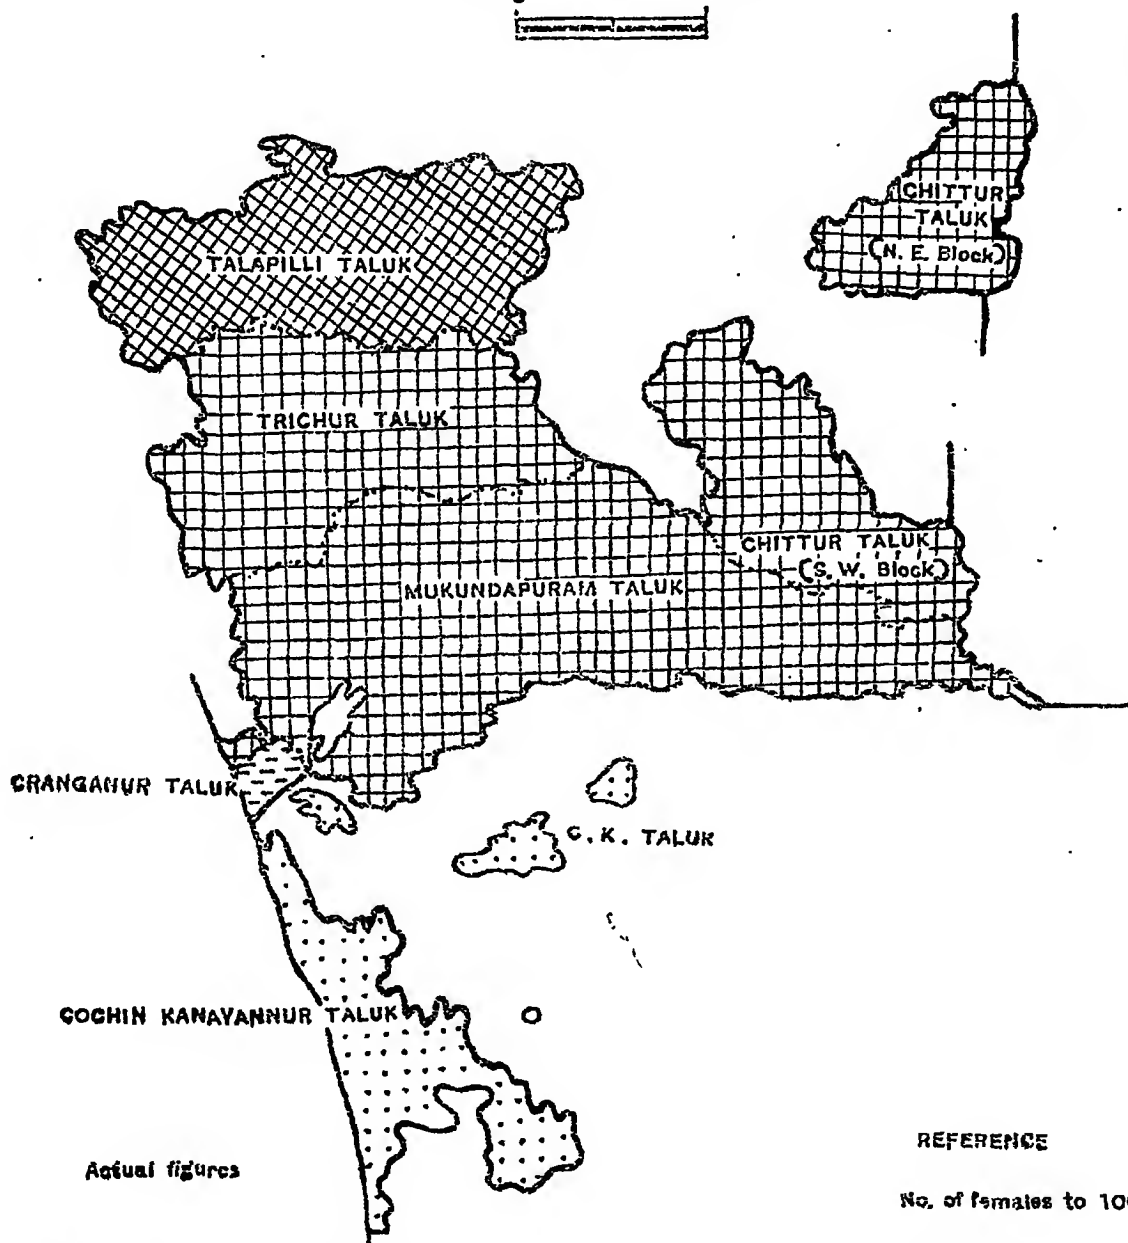 CHITTUR
TALUK
(N. E. Block)
TALAPILLI TALUK
TRICHUR TALUK
CHITTUR TALUK
(S. W. Block)
MUKUNDAPURAM TALUK
CRANGANUR TALUK
C. K. TALUK
COCHIN KANAYANNUR TALUK
REFERENCE
Actual figures
No. of females to 10